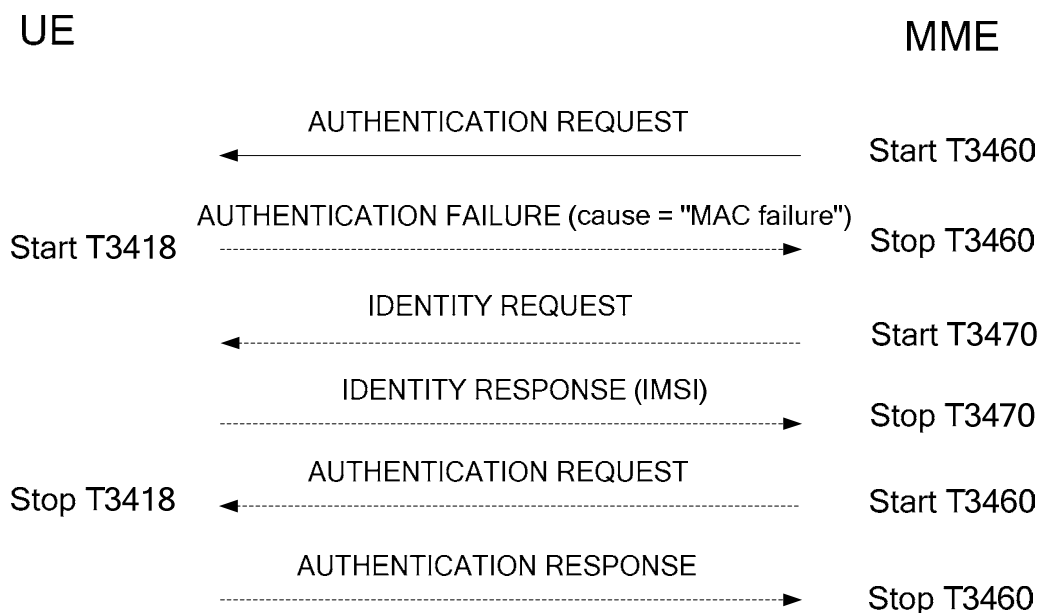 UE
MME
AUTHENTICATION REQUEST
Start T3460
AUTHENTICATION FAILURE (cause = "MAC failure")
Start T3418
Stop T3460
IDENTITY REQUEST
Start T3470
IDENTITY RESPONSE (IMSI)
Stop T3470
AUTHENTICATION REQUEST
Stop T3418
Start T3460
AUTHENTICATION RESPONSE
Stop T3460